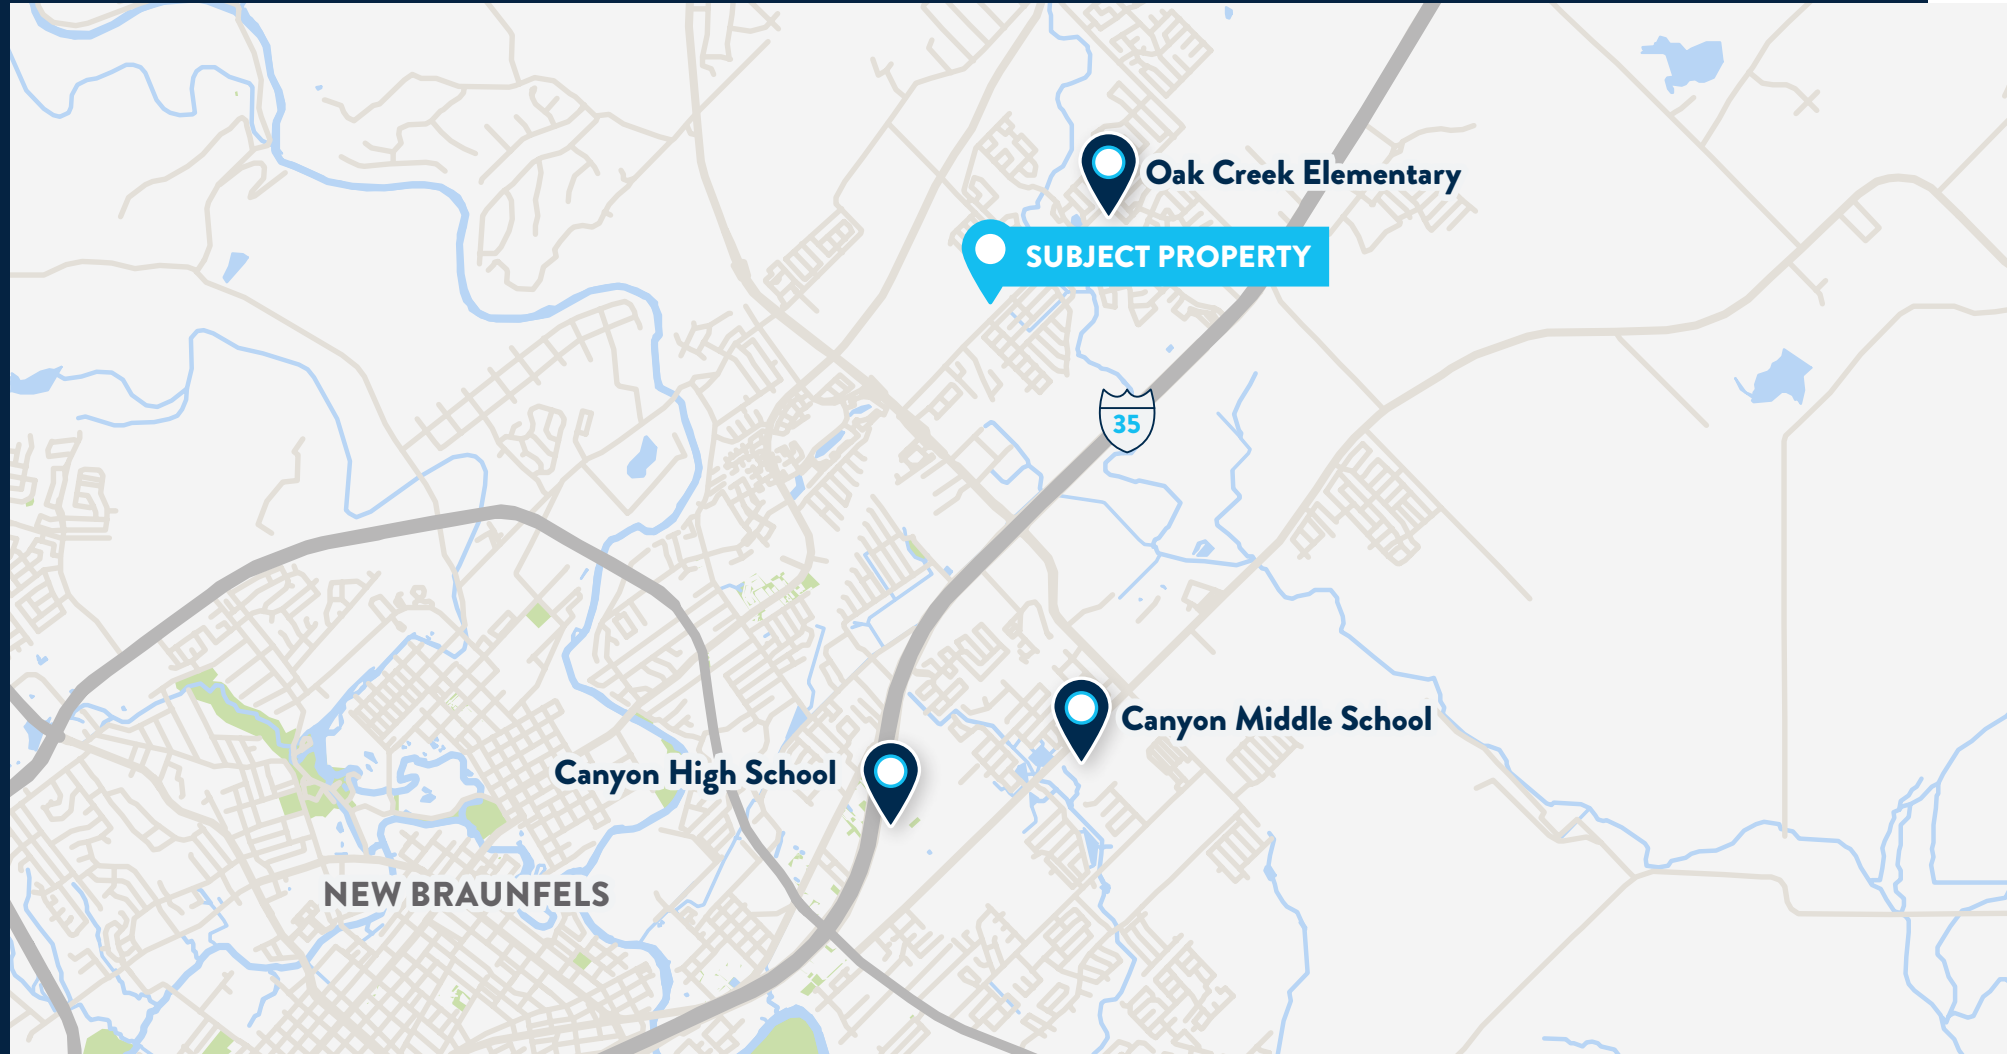 Oak Creek Elementary
SUBJECT PROPERTY
35
Canyon Middle School
Canyon High School
NEW BRAUNFELS